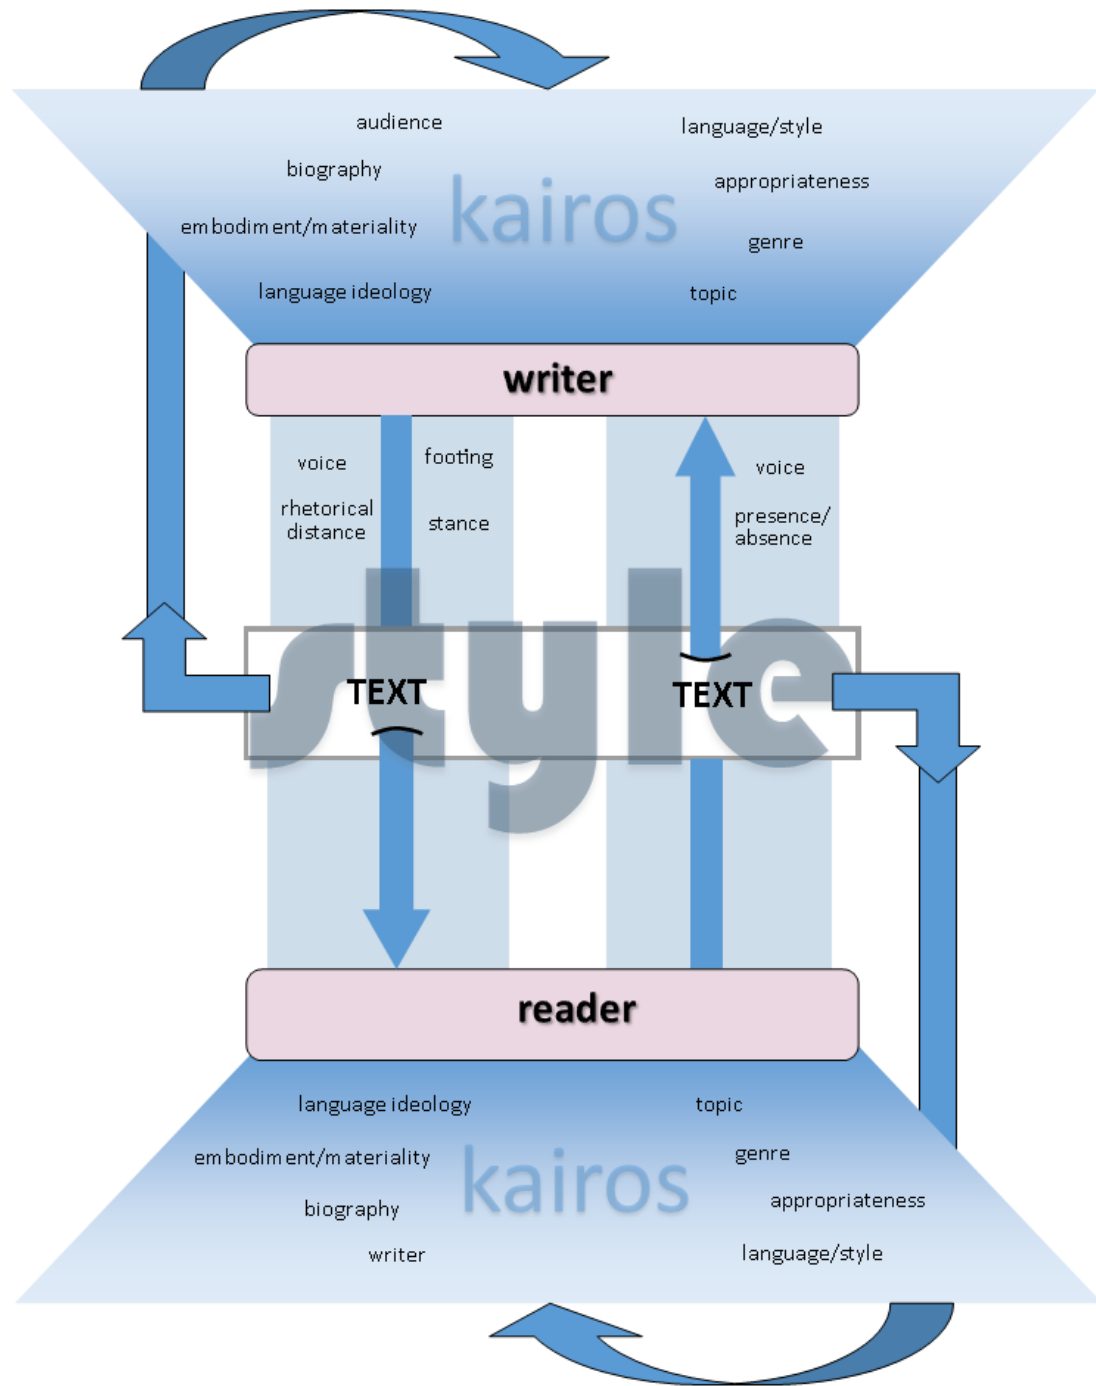 audience
language/style
biography
appropriateness
kairos
embodiment/materiality
genre
language ideology
topic
writer
voice
footing
rhetorical
distance
stance
voice
presence/
absence
style
TEXT
TEXT
reader
language ideology
topic
embodiment/materiality
kairos
genre
biography
appropriateness
writer
language/style